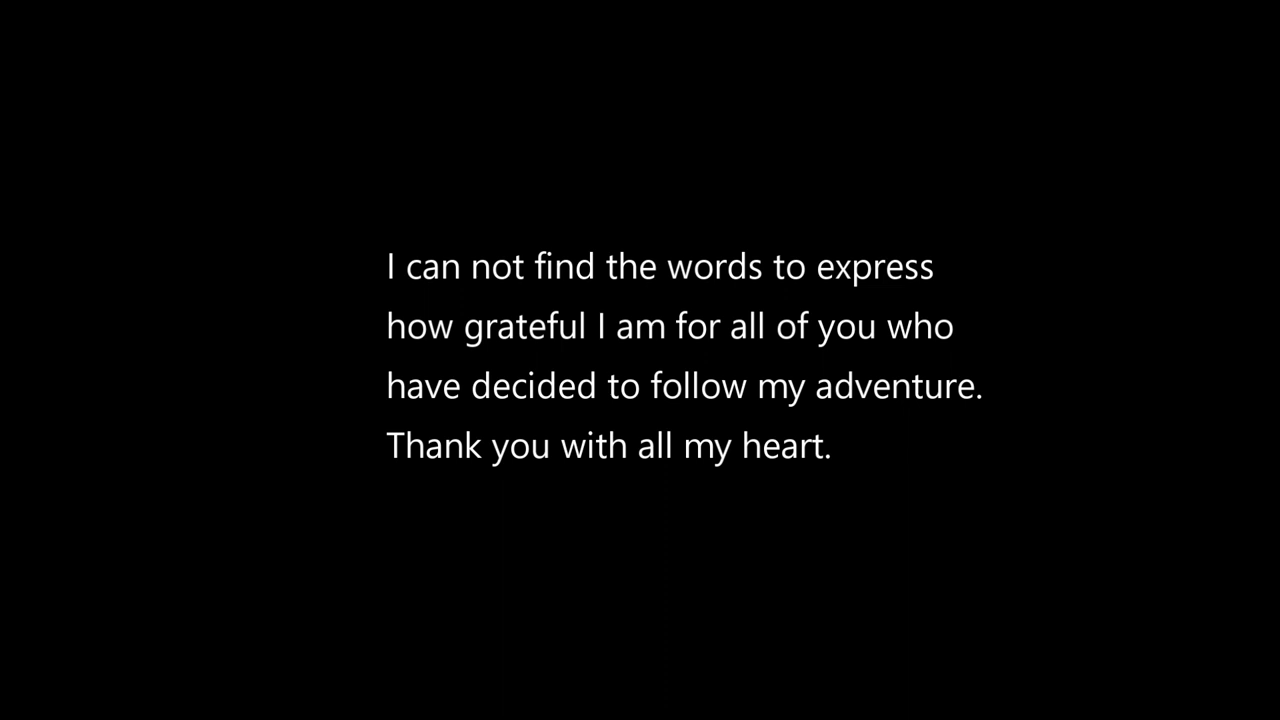 I can not find the words to express
how grateful I am for all of you who
have decided to follow my adventure.
Thank you with all my heart.